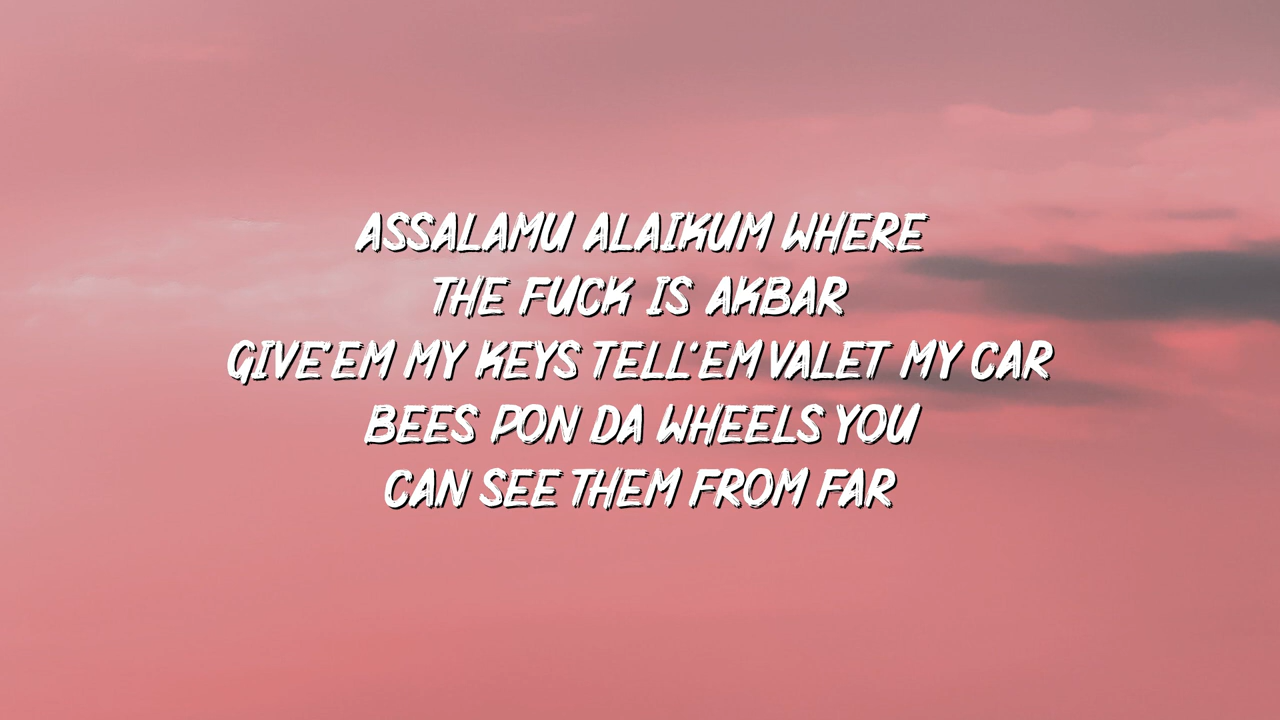 ASSALAMU ALAIKUM WHERE
THE FUCK IS AKBAR
GIVE'EM MY KEYS TELL'EM VALET MY CAR
BEES PON DA WHEELS YOU
CAN SEE THEM FROM FAR